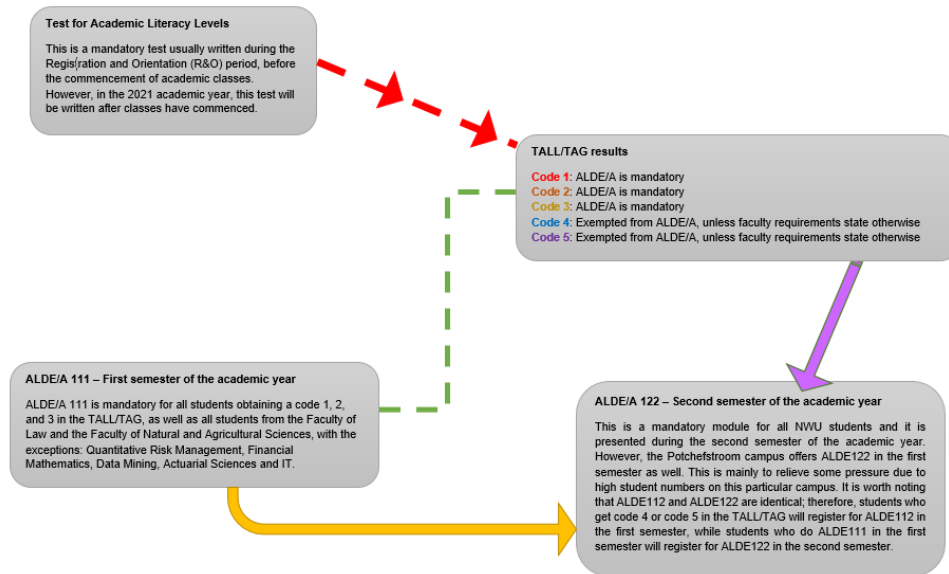 Test for Academic Literacy Levels
This is a mandatory test usually written during the
Registration and Orientation (R&O) period, before
the commencement of academic classes.
However, in the 2021 academic year, this test will
be written after classes have commenced.
TALL/TAG results
Code 1: ALDE/A is mandatory
Code 2: ALDE/A is mandatory
Code 3: ALDE/A is mandatory
Code 4: Exempted from ALDE/A, unless faculty requirements state otherwise
Code 5: Exempted from ALDE/A, unless faculty requirements state otherwise
ALDE/A 111 – First semester of the academic year
ALDE/A 111 is mandatory for all students obtaining a code 1, 2,
and 3 in the TALL/TAG, as well as all students from the Faculty of
Law and the Faculty of Natural and Agricultural Sciences, with the
exceptions: Quantitative Risk Management, Financial
Mathematics, Data Mining, Actuarial Sciences and IT.
ALDE/A 122 – Second semester of the academic year
This is a mandatory module for all NWU students and it is
presented during the second semester of the academic year.
However, the Potchefstroom campus offers ALDE122 in the first
semester as well. This is mainly to relieve some pressure due to
high student numbers on this particular campus. It is worth noting
that ALDE112 and ALDE122 are identical; therefore, students who
get code 4 or code 5 in the TALL/TAG will register for ALDE112 in
the first semester, while students who do ALDE111 in the first
semester will register for ALDE122 in the second semester.